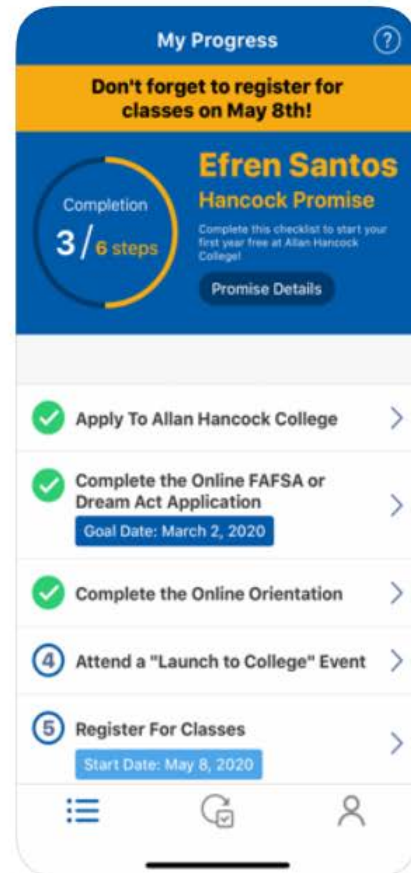 My Progress
?
Don't forget to register for
classes on May 8th!
Efren Santos
Hancock Promise
Completion
3/6 steps
Complete this checklist to start your
first year free at Allan Hancock
College!
Promise Details
Apply To Allan Hancock College
Complete the Online FAFSA or
Dream Act Application
Goal Date: March 2, 2020
Complete the Online Orientation
4 Attend a "Launch to College" Event
5 Register For Classes
Start Date: May 8, 2020